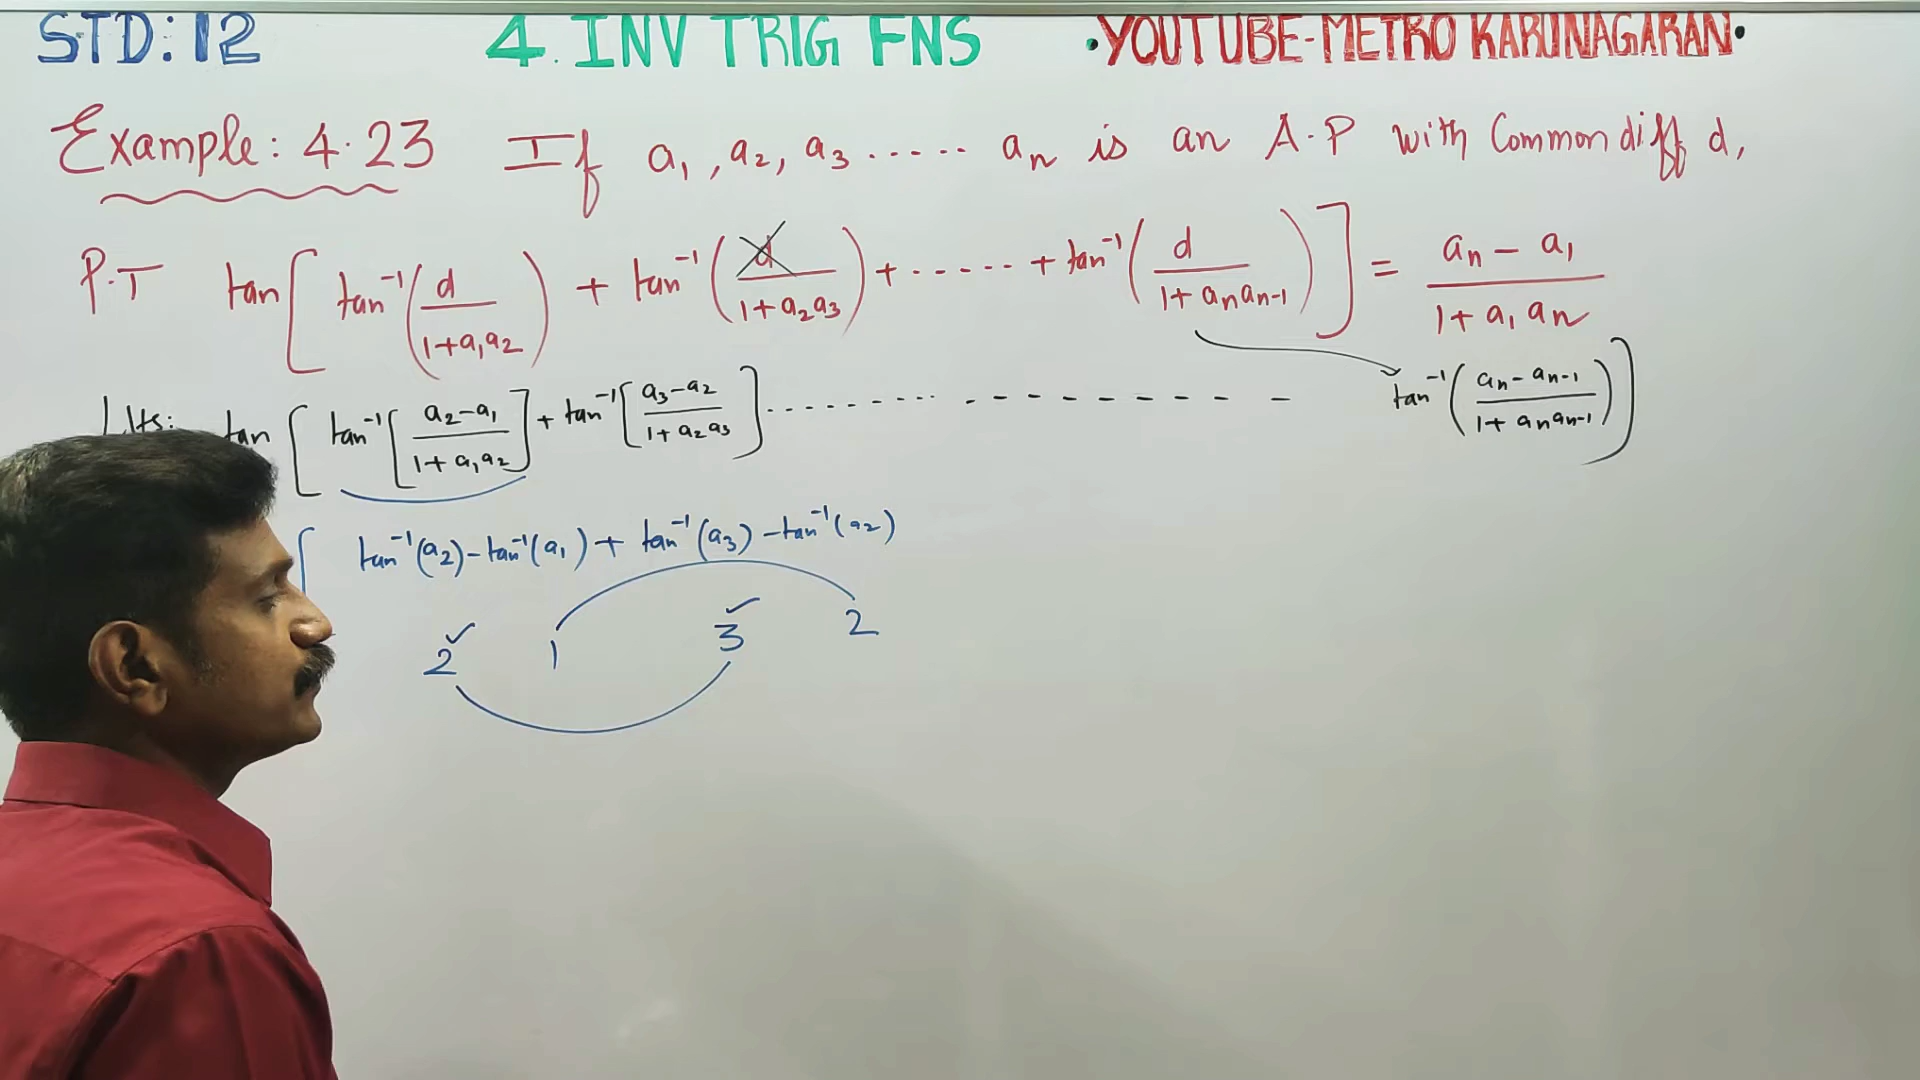 STD:12 4. INV TRIG FNS •YOUTUBE-METRO KARUNAGARAN•
Example: 4.23 If a₁, a₂, a₃ ...... aₙ is an A.P with Common diff d,
P.T tan[ tan⁻¹(d/(1+a₁a₂)) + tan⁻¹(d/(1+a₂a₃)) + ...... + tan⁻¹(d/(1+aₙaₙ₋₁)) ] = (aₙ - a₁)/(1+a₁aₙ)
LHS: tan [ tan⁻¹[(a₂-a₁)/(1+a₁a₂)] + tan⁻¹[(a₃-a₂)/(1+a₂a₃)] .......... - - - - - - - - tan⁻¹((aₙ-aₙ₋₁)/(1+aₙaₙ₋₁)) ]
[ tan⁻¹(a₂)-tan⁻¹(a₁) + tan⁻¹(a₃)-tan⁻¹(a₂)
2✓ 1 3✓ 2